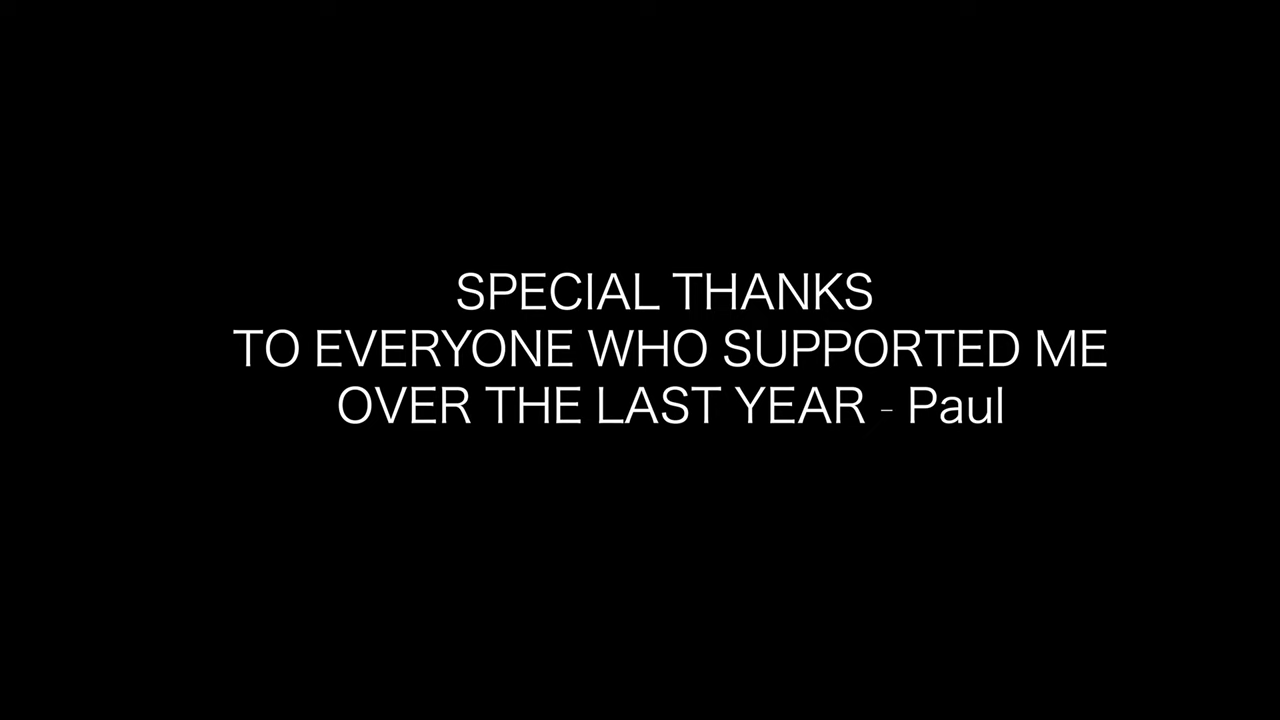 SPECIAL THANKS
TO EVERYONE WHO SUPPORTED ME
OVER THE LAST YEAR - Paul